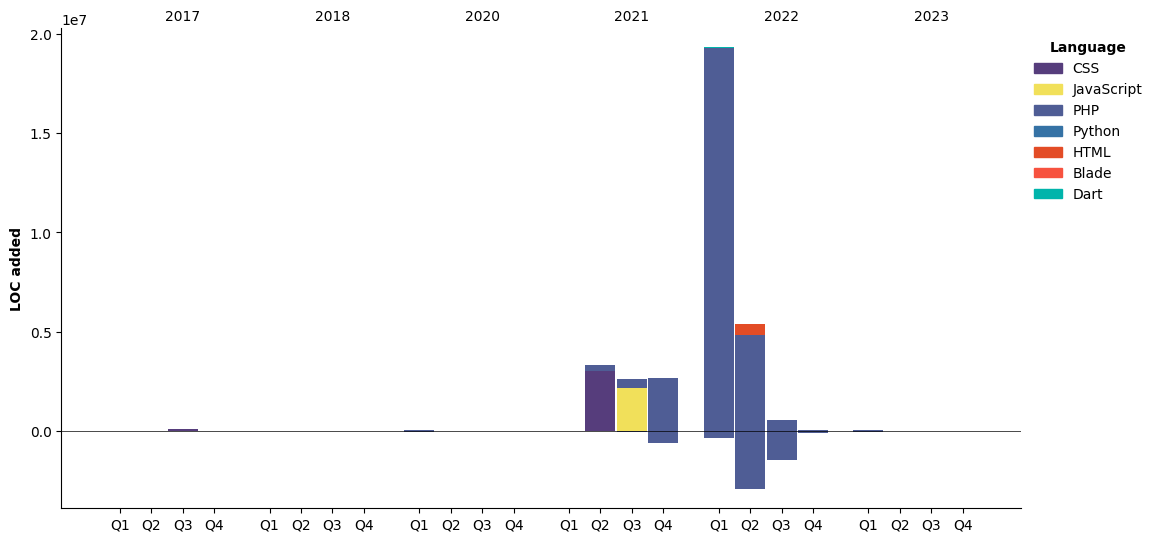 2017 2018 2020 2021 2022 2023
1e7
2.0
1.5
1.0
0.5
0.0
LOC added
Q1 Q2 Q3 Q4 Q1 Q2 Q3 Q4 Q1 Q2 Q3 Q4 Q1 Q2 Q3 Q4 Q1 Q2 Q3 Q4 Q1 Q2 Q3 Q4
Language
CSS
JavaScript
PHP
Python
HTML
Blade
Dart